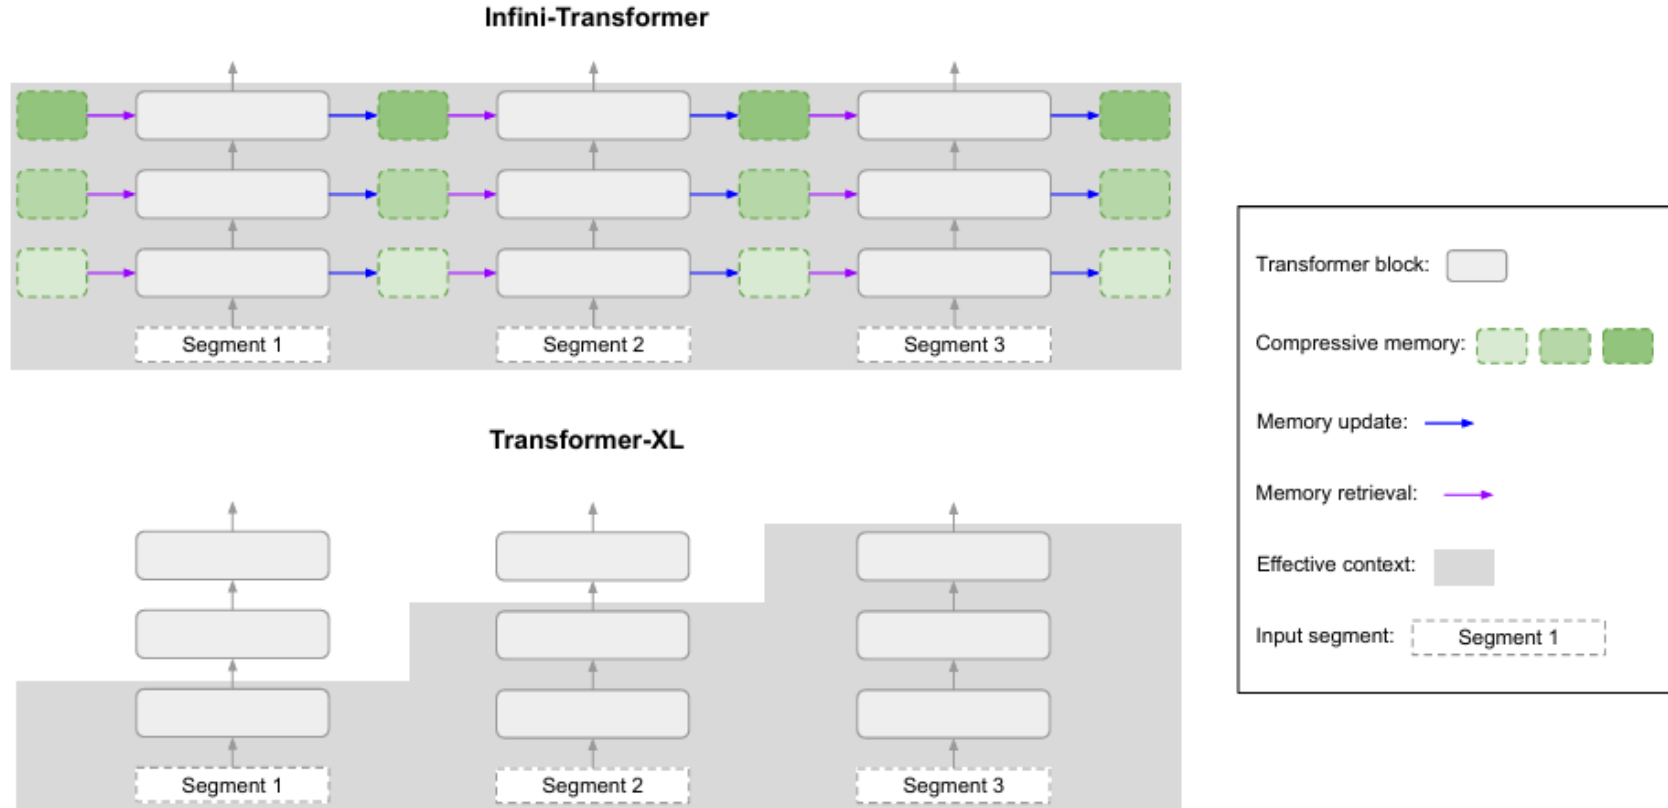 Infini-Transformer
Segment 1
Segment 2
Segment 3
Transformer-XL
Segment 1
Segment 2
Segment 3
Transformer block:
Compressive memory:
Memory update:
Memory retrieval:
Effective context:
Input segment: Segment 1